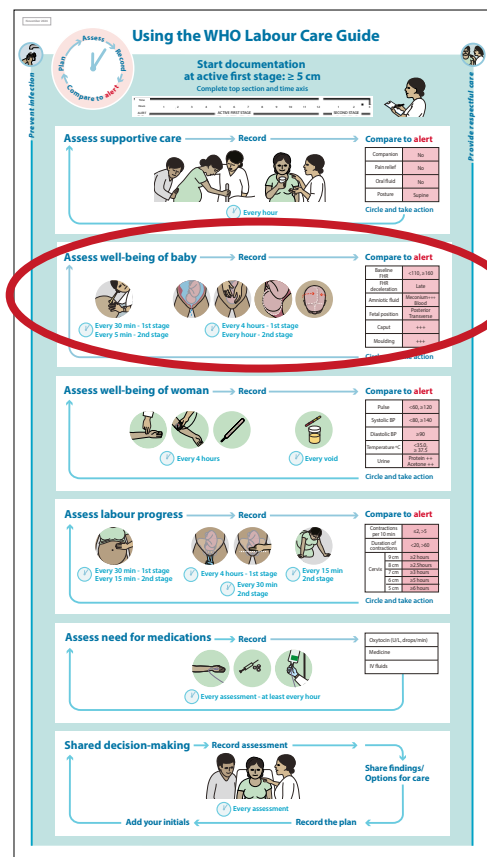 Using the WHO Labour Care Guide
Assess
Record
Compare to alert
Plan
Prevent infection
Provide respectful care
Start documentation
at active first stage: ≥ 5 cm
Complete top section and time axis
ACTIVE FIRST STAGE
SECOND STAGE
Assess supportive care
Record
Compare to alert
Companion No
Pain relief No
Oral fluid No
Posture Supine
Every hour
Circle and take action
Assess well-being of baby
Record
Compare to alert
Baseline FHR <110, ≥160
FHR deceleration Late
Amniotic fluid Meconium+++ Blood
Fetal position Posterior Transverse
Caput +++
Moulding +++
Every 30 min - 1st stage
Every 5 min - 2nd stage
Every 4 hours - 1st stage
Every hour - 2nd stage
Circle and take action
Assess well-being of woman
Record
Compare to alert
Pulse <60, ≥120
Systolic BP <80, ≥140
Diastolic BP ≥90
Temperature ºC <35.0, ≥ 37.5
Urine Protein ++ Acetone ++
Every 4 hours
Every void
Circle and take action
Assess labour progress
Record
Compare to alert
Contractions per 10 min ≤2, >5
Duration of contractions <20, >60
Cervix
9 cm ≥2 hours
8 cm ≥2.5hours
7 cm ≥3 hours
6 cm ≥5 hours
5 cm ≥6 hours
Every 30 min - 1st stage
Every 15 min - 2nd stage
Every 4 hours - 1st stage
Every 30 min
2nd stage
Every 15 min
2nd stage
Circle and take action
Assess need for medications
Record
Oxytocin (U/L, drops/min)
Medicine
IV fluids
Every assessment - at least every hour
Shared decision-making
Record assessment
Share findings/
Options for care
Every assessment
Add your initials
Record the plan